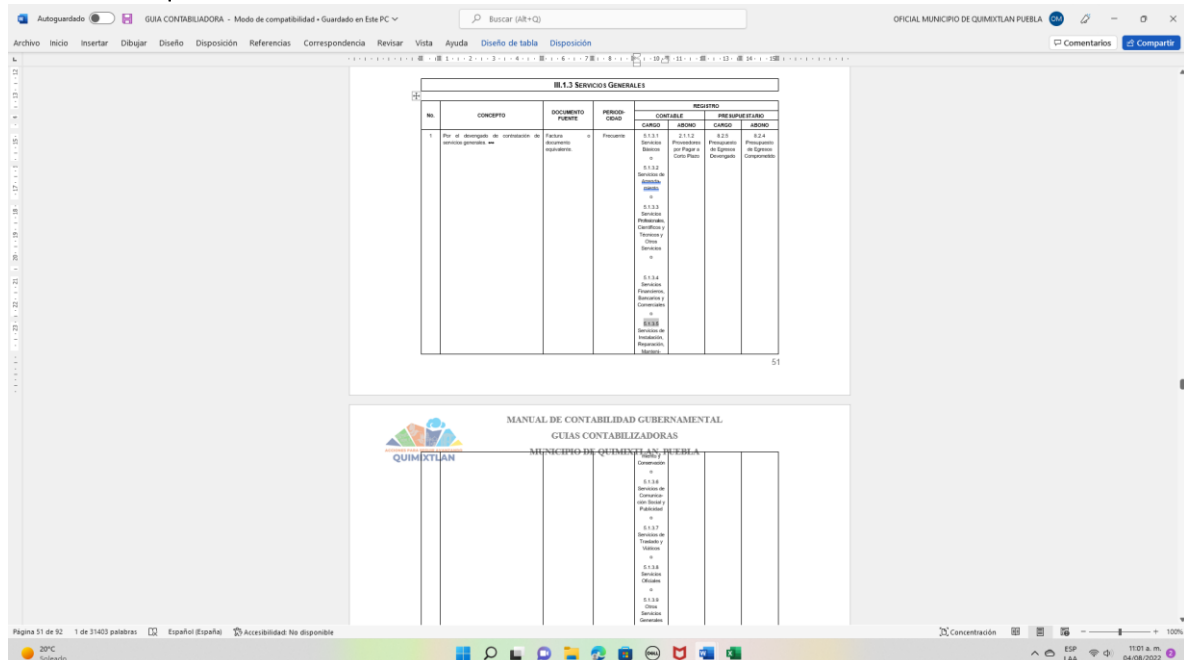 Autoguardado
GUIA CONTABILIADORA - Modo de compatibilidad • Guardado en Este PC
Buscar (Alt+Q)
OFICIAL MUNICIPIO DE QUIMIXTLAN PUEBLA
OM
Archivo Inicio Insertar Dibujar Diseño Disposición Referencias Correspondencia Revisar Vista Ayuda Diseño de tabla Disposición
Comentarios
Compartir
III.1.3 SERVICIOS GENERALES
No.
CONCEPTO
DOCUMENTO FUENTE
PERIODI-CIDAD
REGISTRO
CONTABLE
PRESUPUESTARIO
CARGO
ABONO
CARGO
ABONO
1
Por el devengado de contratación de
servicios generales.
Factura o
documento
equivalente.
Frecuente
5.1.3.1
Servicios
Básicos
o
5.1.3.2
Servicios de
Arrenda-
miento
o
5.1.3.3
Servicios
Profesionales,
Científicos y
Técnicos y
Otros
Servicios
o
5.1.3.4
Servicios
Financieros,
Bancarios y
Comerciales
o
5.1.3.5
Servicios de
Instalación,
Reparación,
Manteni-
2.1.1.2
Proveedores
por Pagar a
Corto Plazo
8.2.5
Presupuesto
de Egresos
Devengado
8.2.4
Presupuesto
de Egresos
Comprometido
51
MANUAL DE CONTABILIDAD GUBERNAMENTAL
GUIAS CONTABILIZADORAS
MUNICIPIO DE QUIMIXTLAN, PUEBLA
QUIMIXTLAN
miento y
Conservación
o
5.1.3.6
Servicios de
Comunica-
ción Social y
Publicidad
o
5.1.3.7
Servicios de
Traslado y
Viáticos
o
5.1.3.8
Servicios
Oficiales
o
5.1.3.9
Otros
Servicios
Generales
Página 51 de 92
1 de 31403 palabras
Español (España)
Accesibilidad: No disponible
Concentración
100%
20°C
Soleado
ESP
LAA
11:01 a. m.
04/08/2022